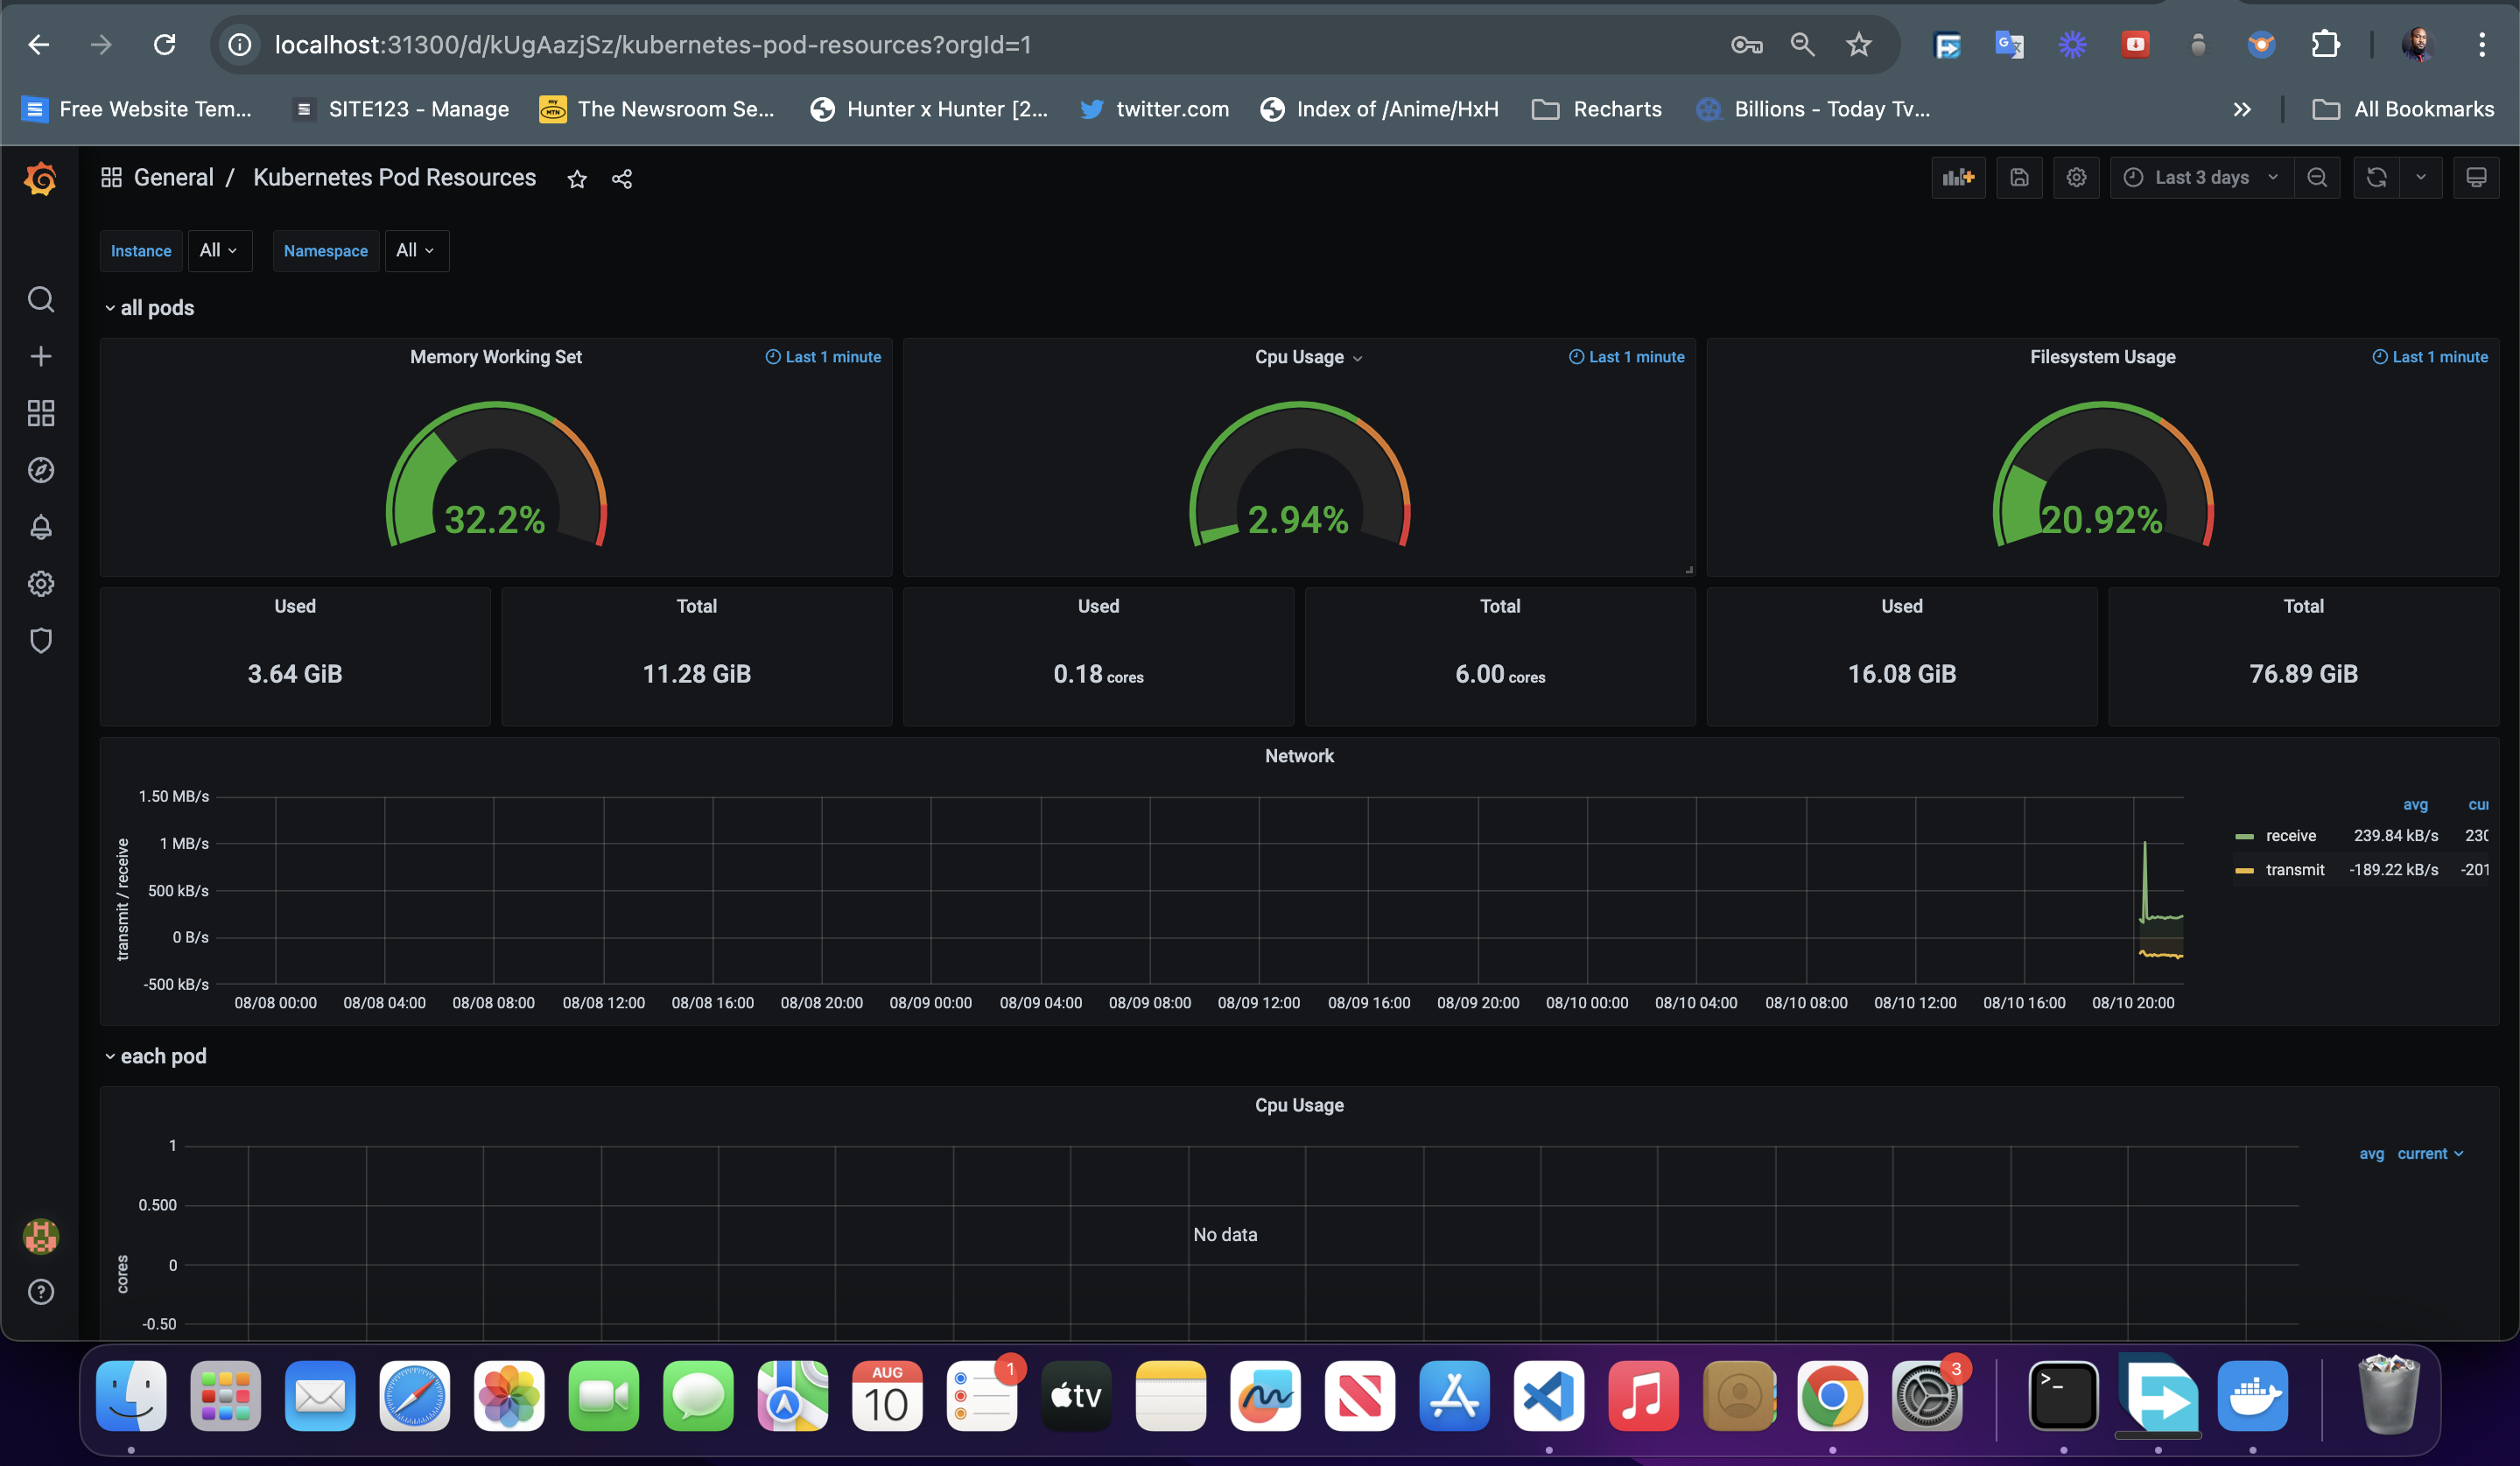 localhost:31300/d/kUgAazjSz/kubernetes-pod-resources?orgId=1
Free Website Tem...
SITE123 - Manage
The Newsroom Se...
Hunter x Hunter [2...
twitter.com
Index of /Anime/HxH
Recharts
Billions - Today Tv...
All Bookmarks
General / Kubernetes Pod Resources
Last 3 days
Instance All Namespace All
all pods
Memory Working Set Last 1 minute
32.2%
Cpu Usage Last 1 minute
2.94%
Filesystem Usage Last 1 minute
20.92%
Used
3.64 GiB
Total
11.28 GiB
Used
0.18 cores
Total
6.00 cores
Used
16.08 GiB
Total
76.89 GiB
Network
transmit / receive
1.50 MB/s
1 MB/s
500 kB/s
0 B/s
-500 kB/s
08/08 00:00 08/08 04:00 08/08 08:00 08/08 12:00 08/08 16:00 08/08 20:00 08/09 00:00 08/09 04:00 08/09 08:00 08/09 12:00 08/09 16:00 08/09 20:00 08/10 00:00 08/10 04:00 08/10 08:00 08/10 12:00 08/10 16:00 08/10 20:00
avg cur
receive 239.84 kB/s 230
transmit -189.22 kB/s -201
each pod
Cpu Usage
cores
1
0.500
0
-0.50
No data
avg current
AUG
10
1
tv
3